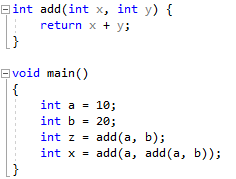 int add(int x, int y) {
    return x + y;
}
void main()
{
    int a = 10;
    int b = 20;
    int z = add(a, b);
    int x = add(a, add(a, b));
}